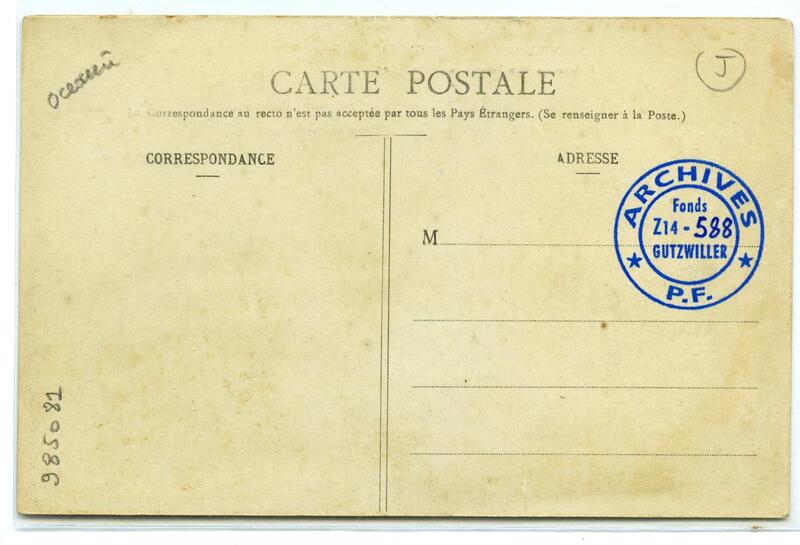 Oceanie
J
CARTE POSTALE
La Correspondance au recto n'est pas acceptée par tous les Pays Étrangers. (Se renseigner à la Poste.)
CORRESPONDANCE
ADRESSE
M
ARCHIVES
Fonds
Z14 - 588
GUTZWILLER
P.F.
985081